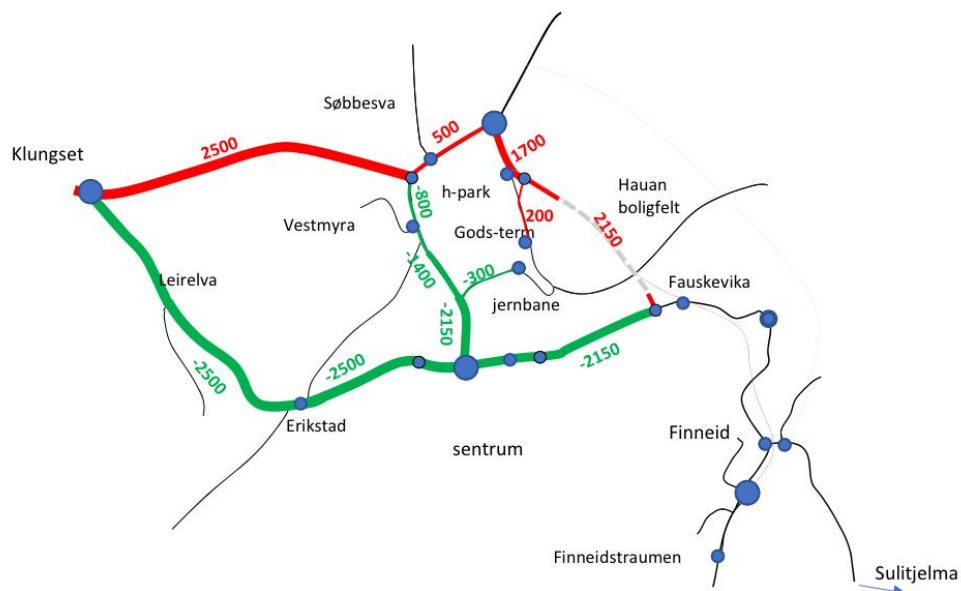 Søbbesva
500
Klungset
2500
1700
h-park
Hauan
boligfelt
-800
200
Vestmyra
Gods-term
2150
-1400
-300
Leirelva
Fauskevika
jernbane
-2150
-2150
-2500
-2500
Erikstad
sentrum
Finneid
Finneidstraumen
Sulitjelma